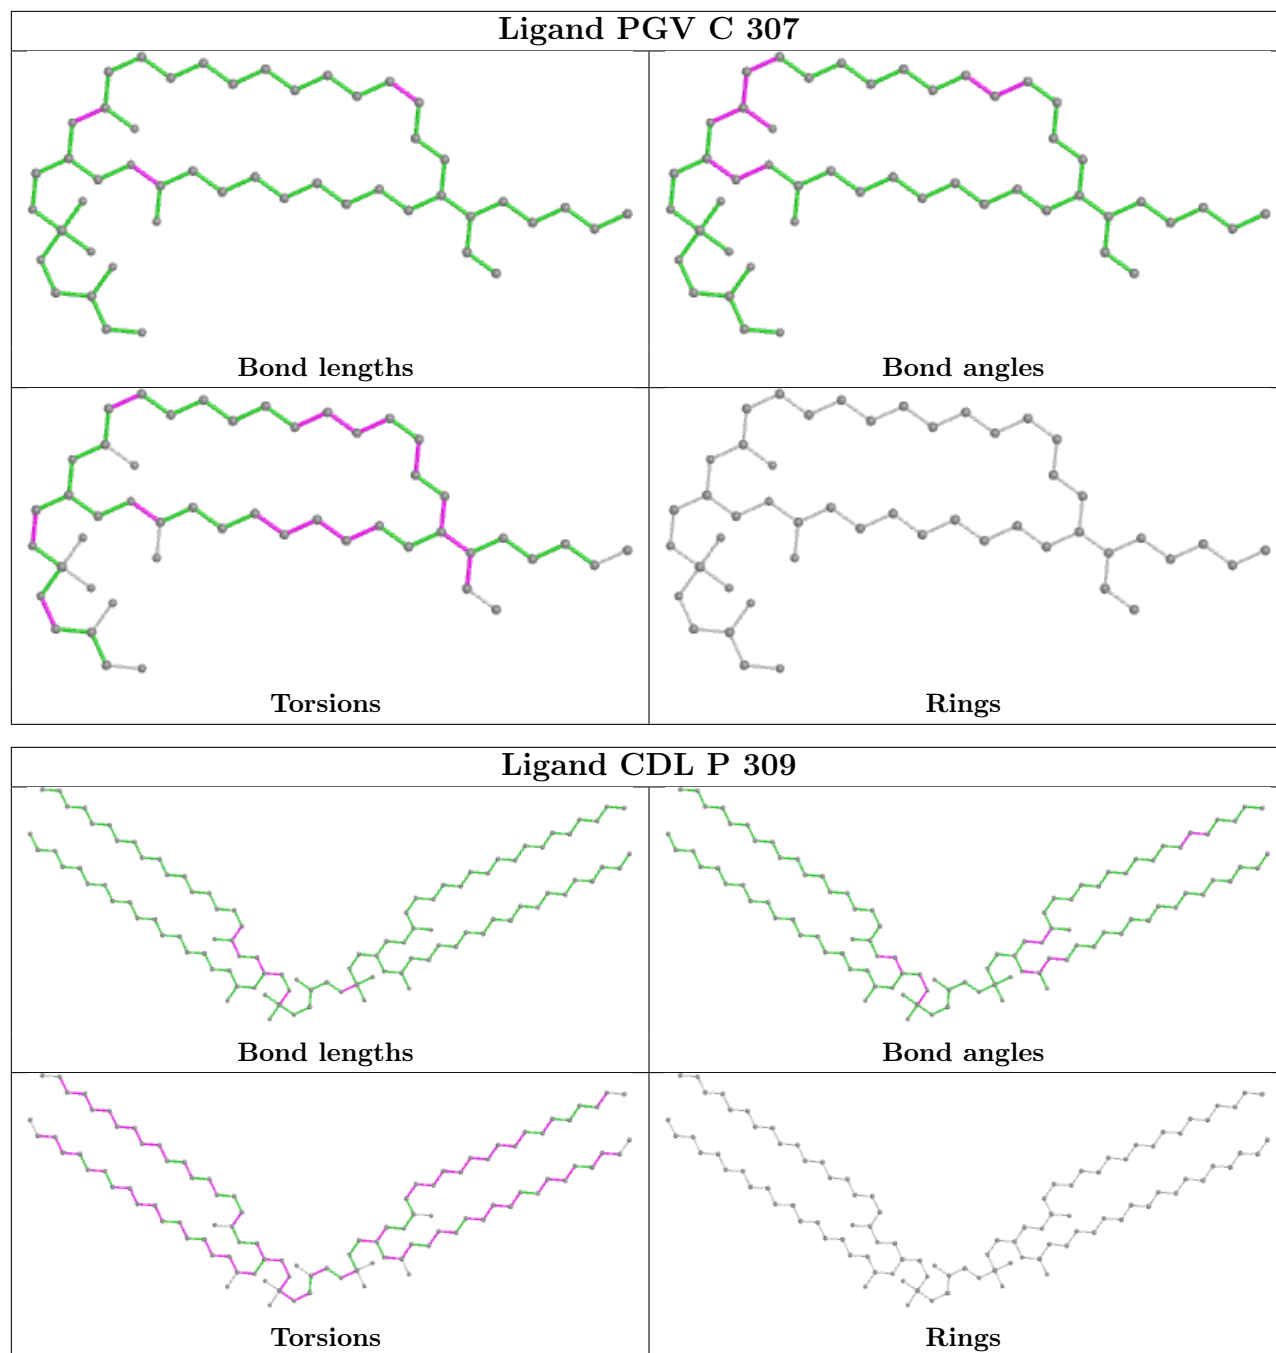 Ligand PGV C 307
Bond lengths
Bond angles
Torsions
Rings
Ligand CDL P 309
Bond lengths
Bond angles
Torsions
Rings